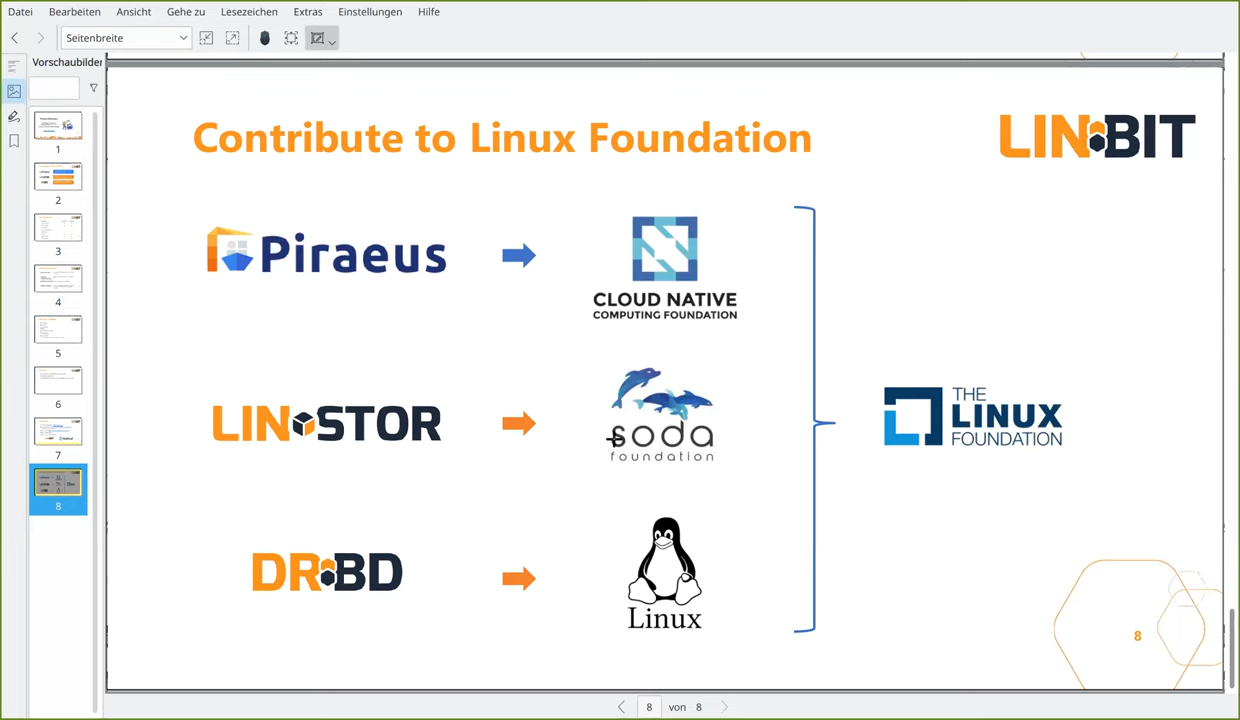 Datei Bearbeiten Ansicht Gehe zu Lesezeichen Extras Einstellungen Hilfe
Seitenbreite
Vorschaubilder
1
2
3
4
5
6
7
8
Contribute to Linux Foundation
LINBIT
Piraeus
CLOUD NATIVE
COMPUTING FOUNDATION
LINSTOR
soda
foundation
THE
LINUX
FOUNDATION
DRBD
Linux
8
8 von 8